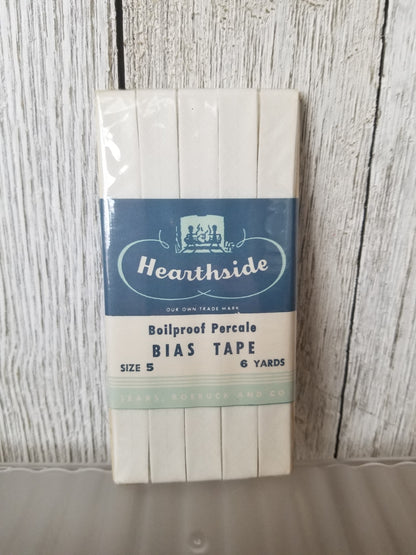 Hearthside
OUR OWN TRADE MARK
Boilproof Percale
BIAS TAPE
SIZE 5 6 YARDS
SEARS, ROEBUCK AND CO